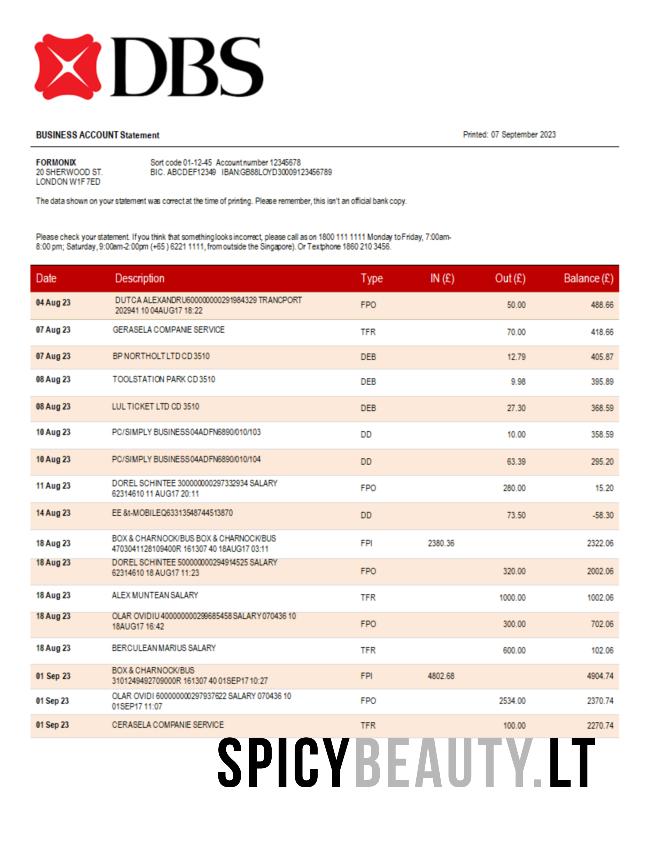 DBS
BUSINESS ACCOUNT Statement Printed: 07 September 2023
FORMONIX Sort code 01-12-45 Account number 12345678
20 SHERWOOD ST. BIC. ABCDEF12349 IBAN:GB88LOYD30009123456789
LONDON W1F 7ED
The data shown on your statement was correct at the time of printing. Please remember, this isn't an official bank copy.
Please check your statement. If you think that something looks incorrect, please call as on 1800 111 1111 Monday to Friday, 7:00am-
8:00 pm; Saturday, 9:00am-2:00pm (+65 ) 6221 1111, from outside the Singapore). Or Textphone 1860 210 3456.
Date Description Type IN (£) Out (£) Balance (£)
04 Aug 23 DUTCA ALEXANDRU600000000291984329 TRANCPORT FPO 50.00 488.66
202941 10 04AUG17 18:22
07 Aug 23 GERASELA COMPANIE SERVICE TFR 70.00 418.66
07 Aug 23 BP NORTHOLT LTD CD 3510 DEB 12.79 405.87
08 Aug 23 TOOLSTATION PARK CD 3510 DEB 9.98 395.89
08 Aug 23 LUL TICKET LTD CD 3510 DEB 27.30 368.59
10 Aug 23 PC/SIMPLY BUSINESS04ADFN6890/010/103 DD 10.00 358.59
10 Aug 23 PC/SIMPLY BUSINESS04ADFN6890/010/104 DD 63.39 295.20
11 Aug 23 DOREL SCHINTEE 300000000297332934 SALARY FPO 280.00 15.20
62314610 11 AUG17 20:11
14 Aug 23 EE &t-MOBILEQ63313548744513870 DD 73.50 -58.30
18 Aug 23 BOX & CHARNOCK/BUS BOX & CHARNOCK/BUS FPI 2380.36 2322.06
4703041128109400R 161307 40 18AUG17 03:11
18 Aug 23 DOREL SCHINTEE 500000000294914525 SALARY FPO 320.00 2002.06
62314610 18 AUG17 11:23
18 Aug 23 ALEX MUNTEAN SALARY TFR 1000.00 1002.06
18 Aug 23 OLAR OVIDIU 400000000299685458 SALARY 070436 10 FPO 300.00 702.06
18AUG17 16:42
18 Aug 23 BERCULEAN MARIUS SALARY TFR 600.00 102.06
01 Sep 23 BOX & CHARNOCK/BUS FPI 4802.68 4904.74
3101249492709000R 161307 40 01SEP17 10:27
01 Sep 23 OLAR OVIDI 600000000297937622 SALARY 070436 10 FPO 2534.00 2370.74
01SEP17 11:07
01 Sep 23 CERASELA COMPANIE SERVICE TFR 100.00 2270.74
SPICYBEAUTY.LT